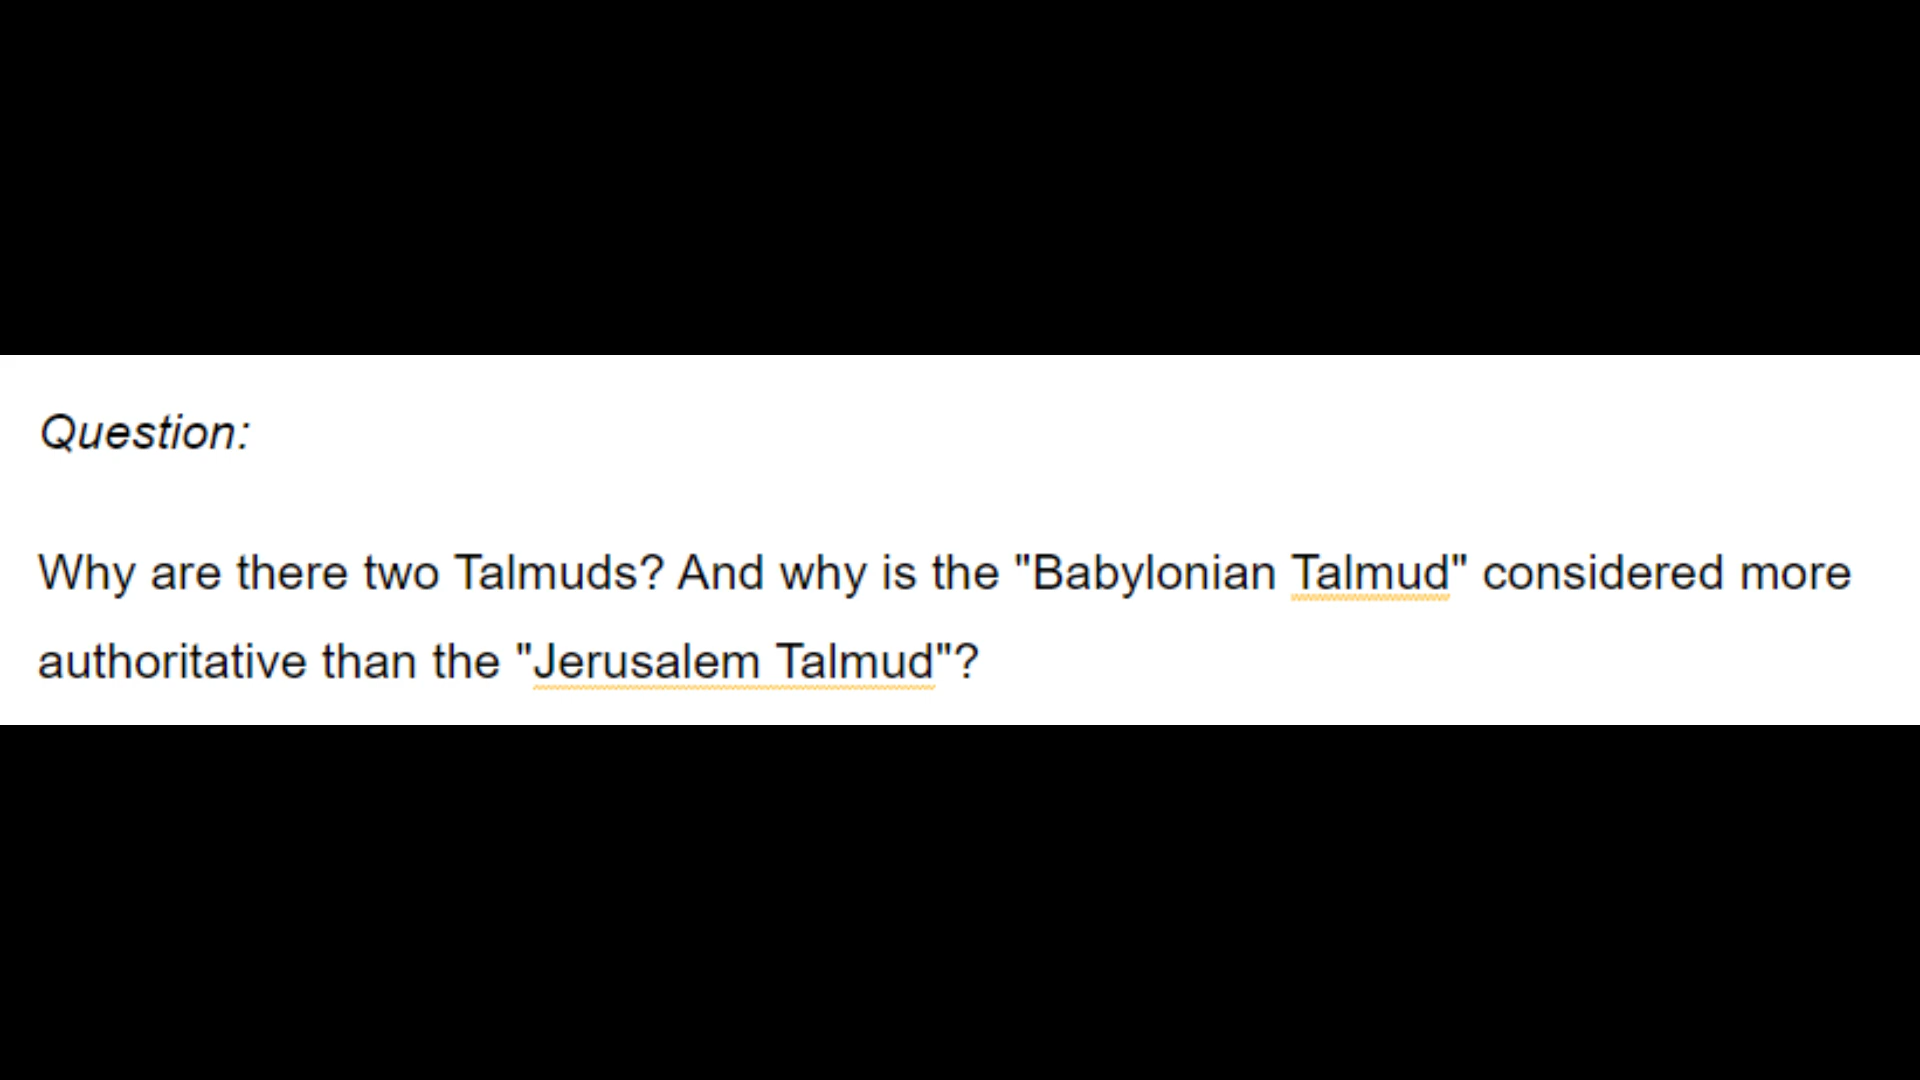 Question:
Why are there two Talmuds? And why is the "Babylonian Talmud" considered more
authoritative than the "Jerusalem Talmud"?